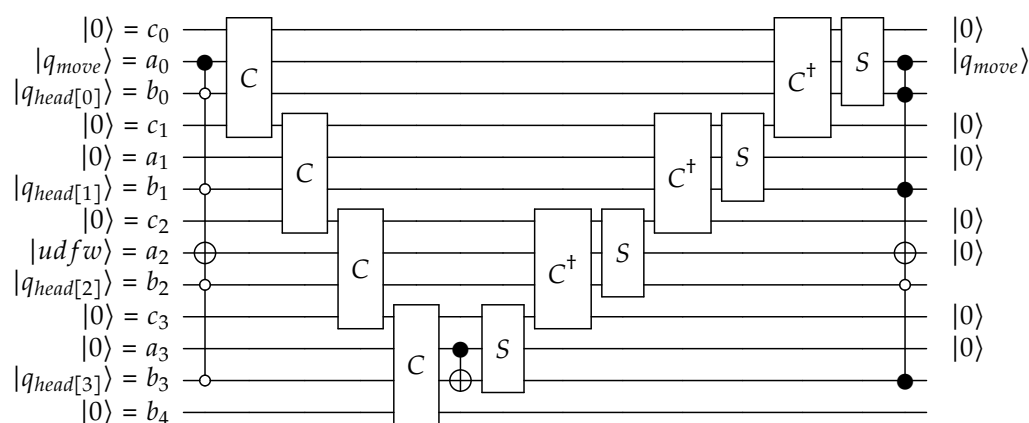 |0⟩ = c₀ |0⟩
|q_move⟩ = a₀ |q_move⟩
|q_head[0]⟩ = b₀
|0⟩ = c₁ |0⟩
|0⟩ = a₁ |0⟩
|q_head[1]⟩ = b₁
|0⟩ = c₂ |0⟩
|udfw⟩ = a₂ |0⟩
|q_head[2]⟩ = b₂
|0⟩ = c₃ |0⟩
|0⟩ = a₃ |0⟩
|q_head[3]⟩ = b₃
|0⟩ = b₄
C
C
C
C
S
C†
S
C†
S
C†
S